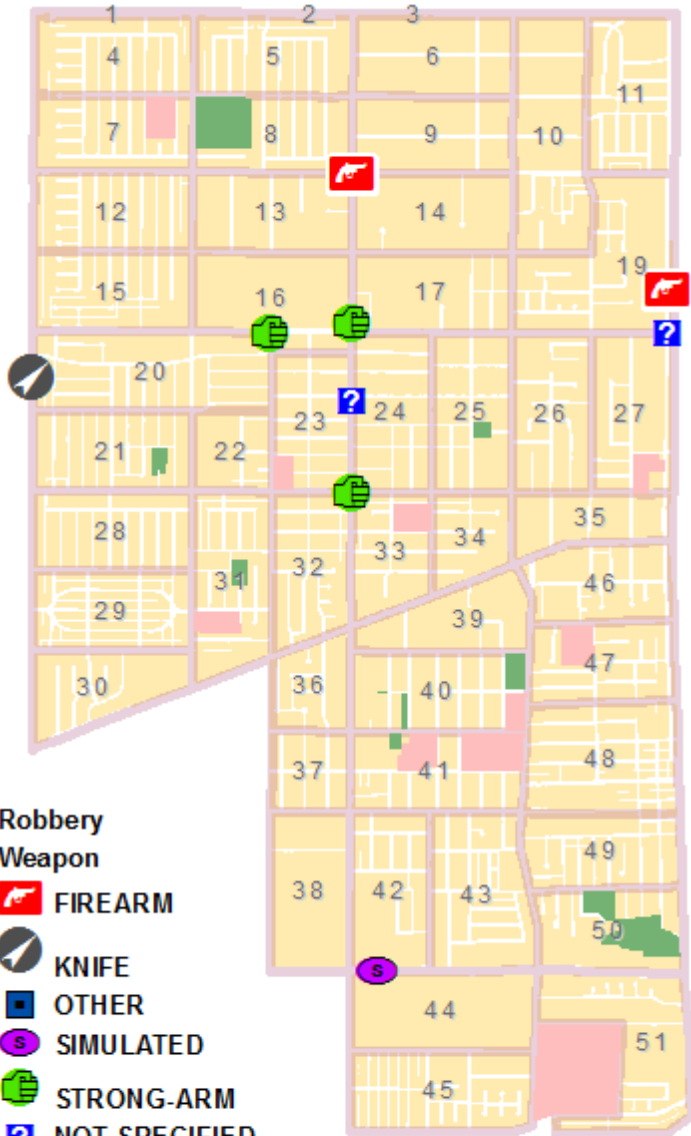 1 2 3
4 5 6
11
7 8 9 10
12 13 14
19
15 16 17
?
20
?
23 24 25 26 27
21 22
28 34 35
33
32
31 46
29 39
47
30 36 40
37 41 48
49
38 42 43
50
S
44 51
45
Robbery
Weapon
FIREARM
KNIFE
OTHER
S SIMULATED
STRONG-ARM
? NOT SPECIFIED